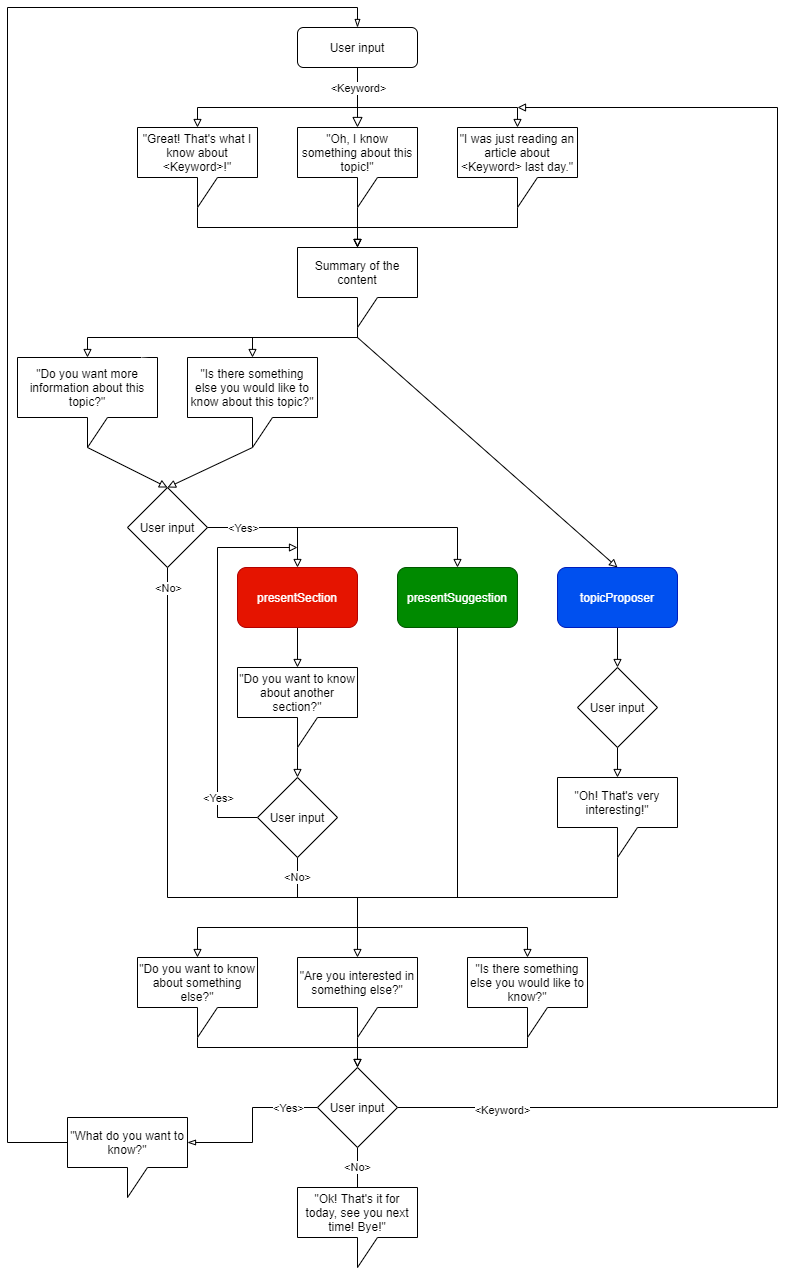 User input
<Keyword>
"Great! That's what I
know about
<Keyword>!"
"Oh, I know
something about this
topic!"
"I was just reading an
article about
<Keyword> last day."
Summary of the
content
"Do you want more
information about this
topic?"
"Is there something
else you would like to
know about this topic?"
User input
<Yes>
<No>
presentSection
presentSuggestion
topicProposer
"Do you want to know
about another
section?"
User input
"Oh! That's very
interesting!"
<Yes>
User input
<No>
"Do you want to know
about something
else?"
"Are you interested in
something else?"
"Is there something
else you would like to
know?"
<Yes>
User input
<Keyword>
"What do you want to
know?"
<No>
"Ok! That's it for
today, see you next
time! Bye!"